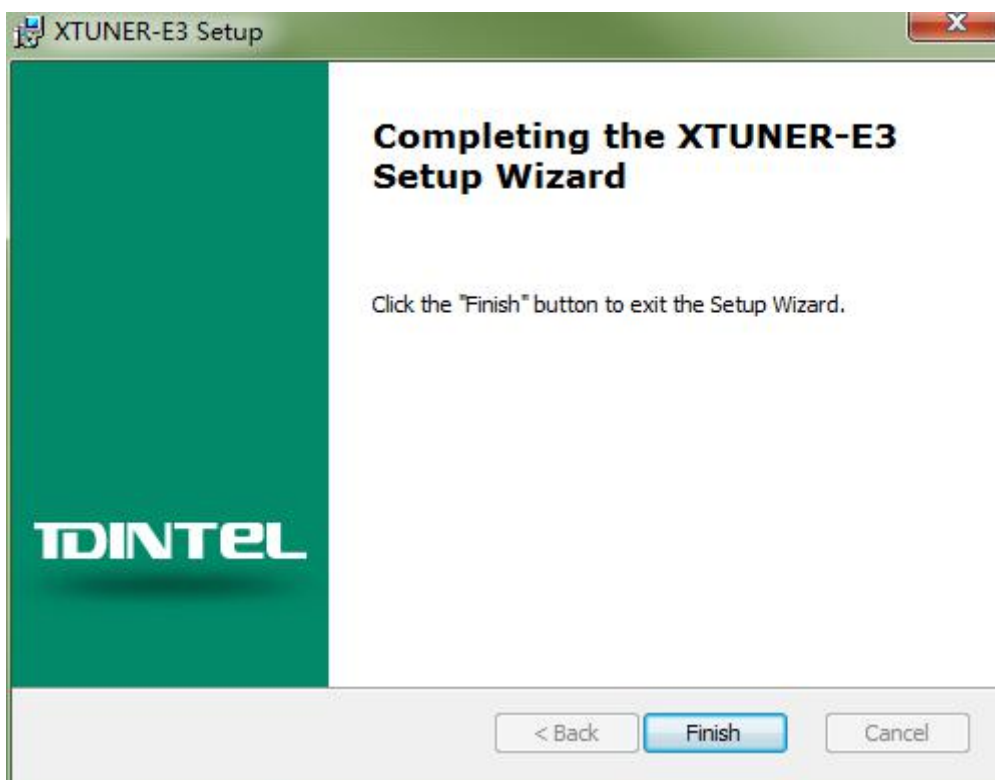 XTUNER-E3 Setup
X
Completing the XTUNER-E3
Setup Wizard
Click the "Finish" button to exit the Setup Wizard.
TDINTEL
< Back
Finish
Cancel